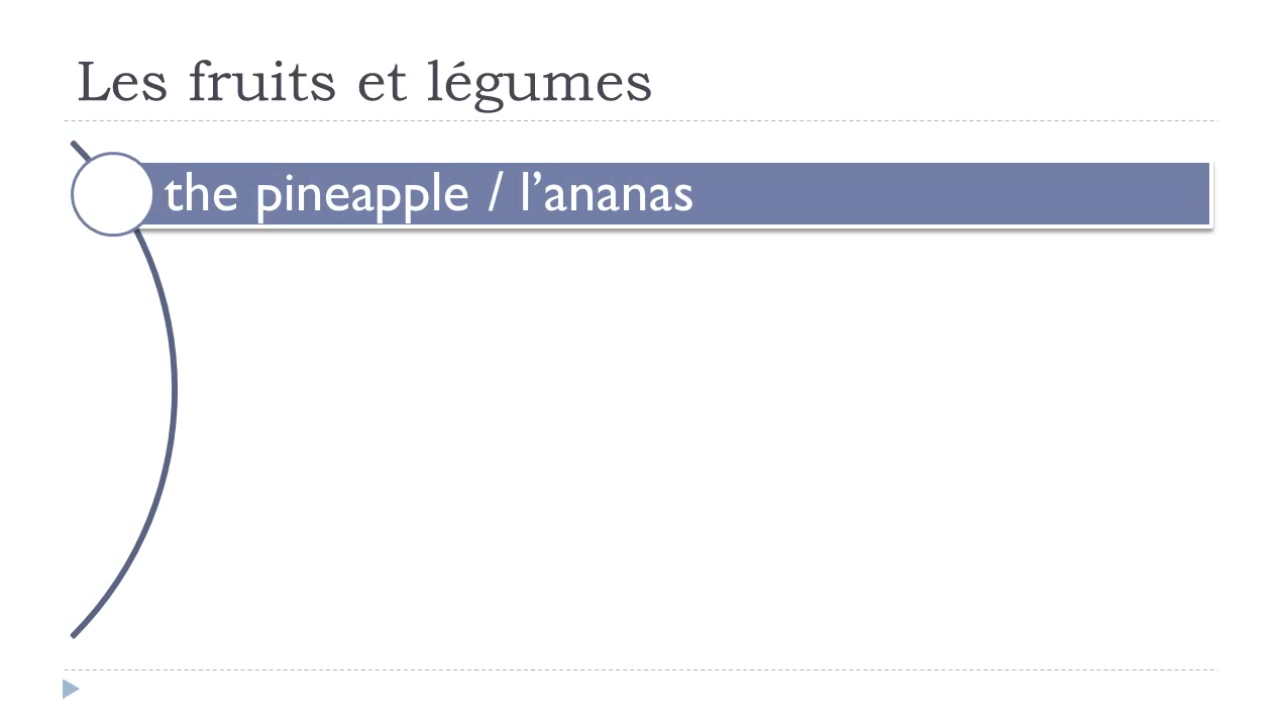 Les fruits et légumes
the pineapple / l’ananas